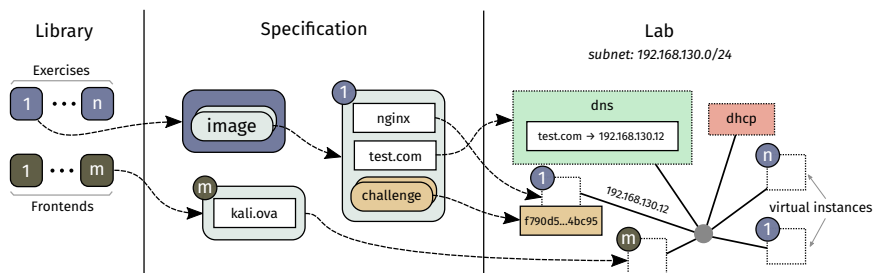 Library
Exercises
1 ••• n
1 ••• m
Frontends
Specification
image
m
kali.ova
1
nginx
test.com
challenge
Lab
subnet: 192.168.130.0/24
dns
test.com → 192.168.130.12
dhcp
1
f790d5...4bc95
192.168.130.12
m
n
virtual instances
1